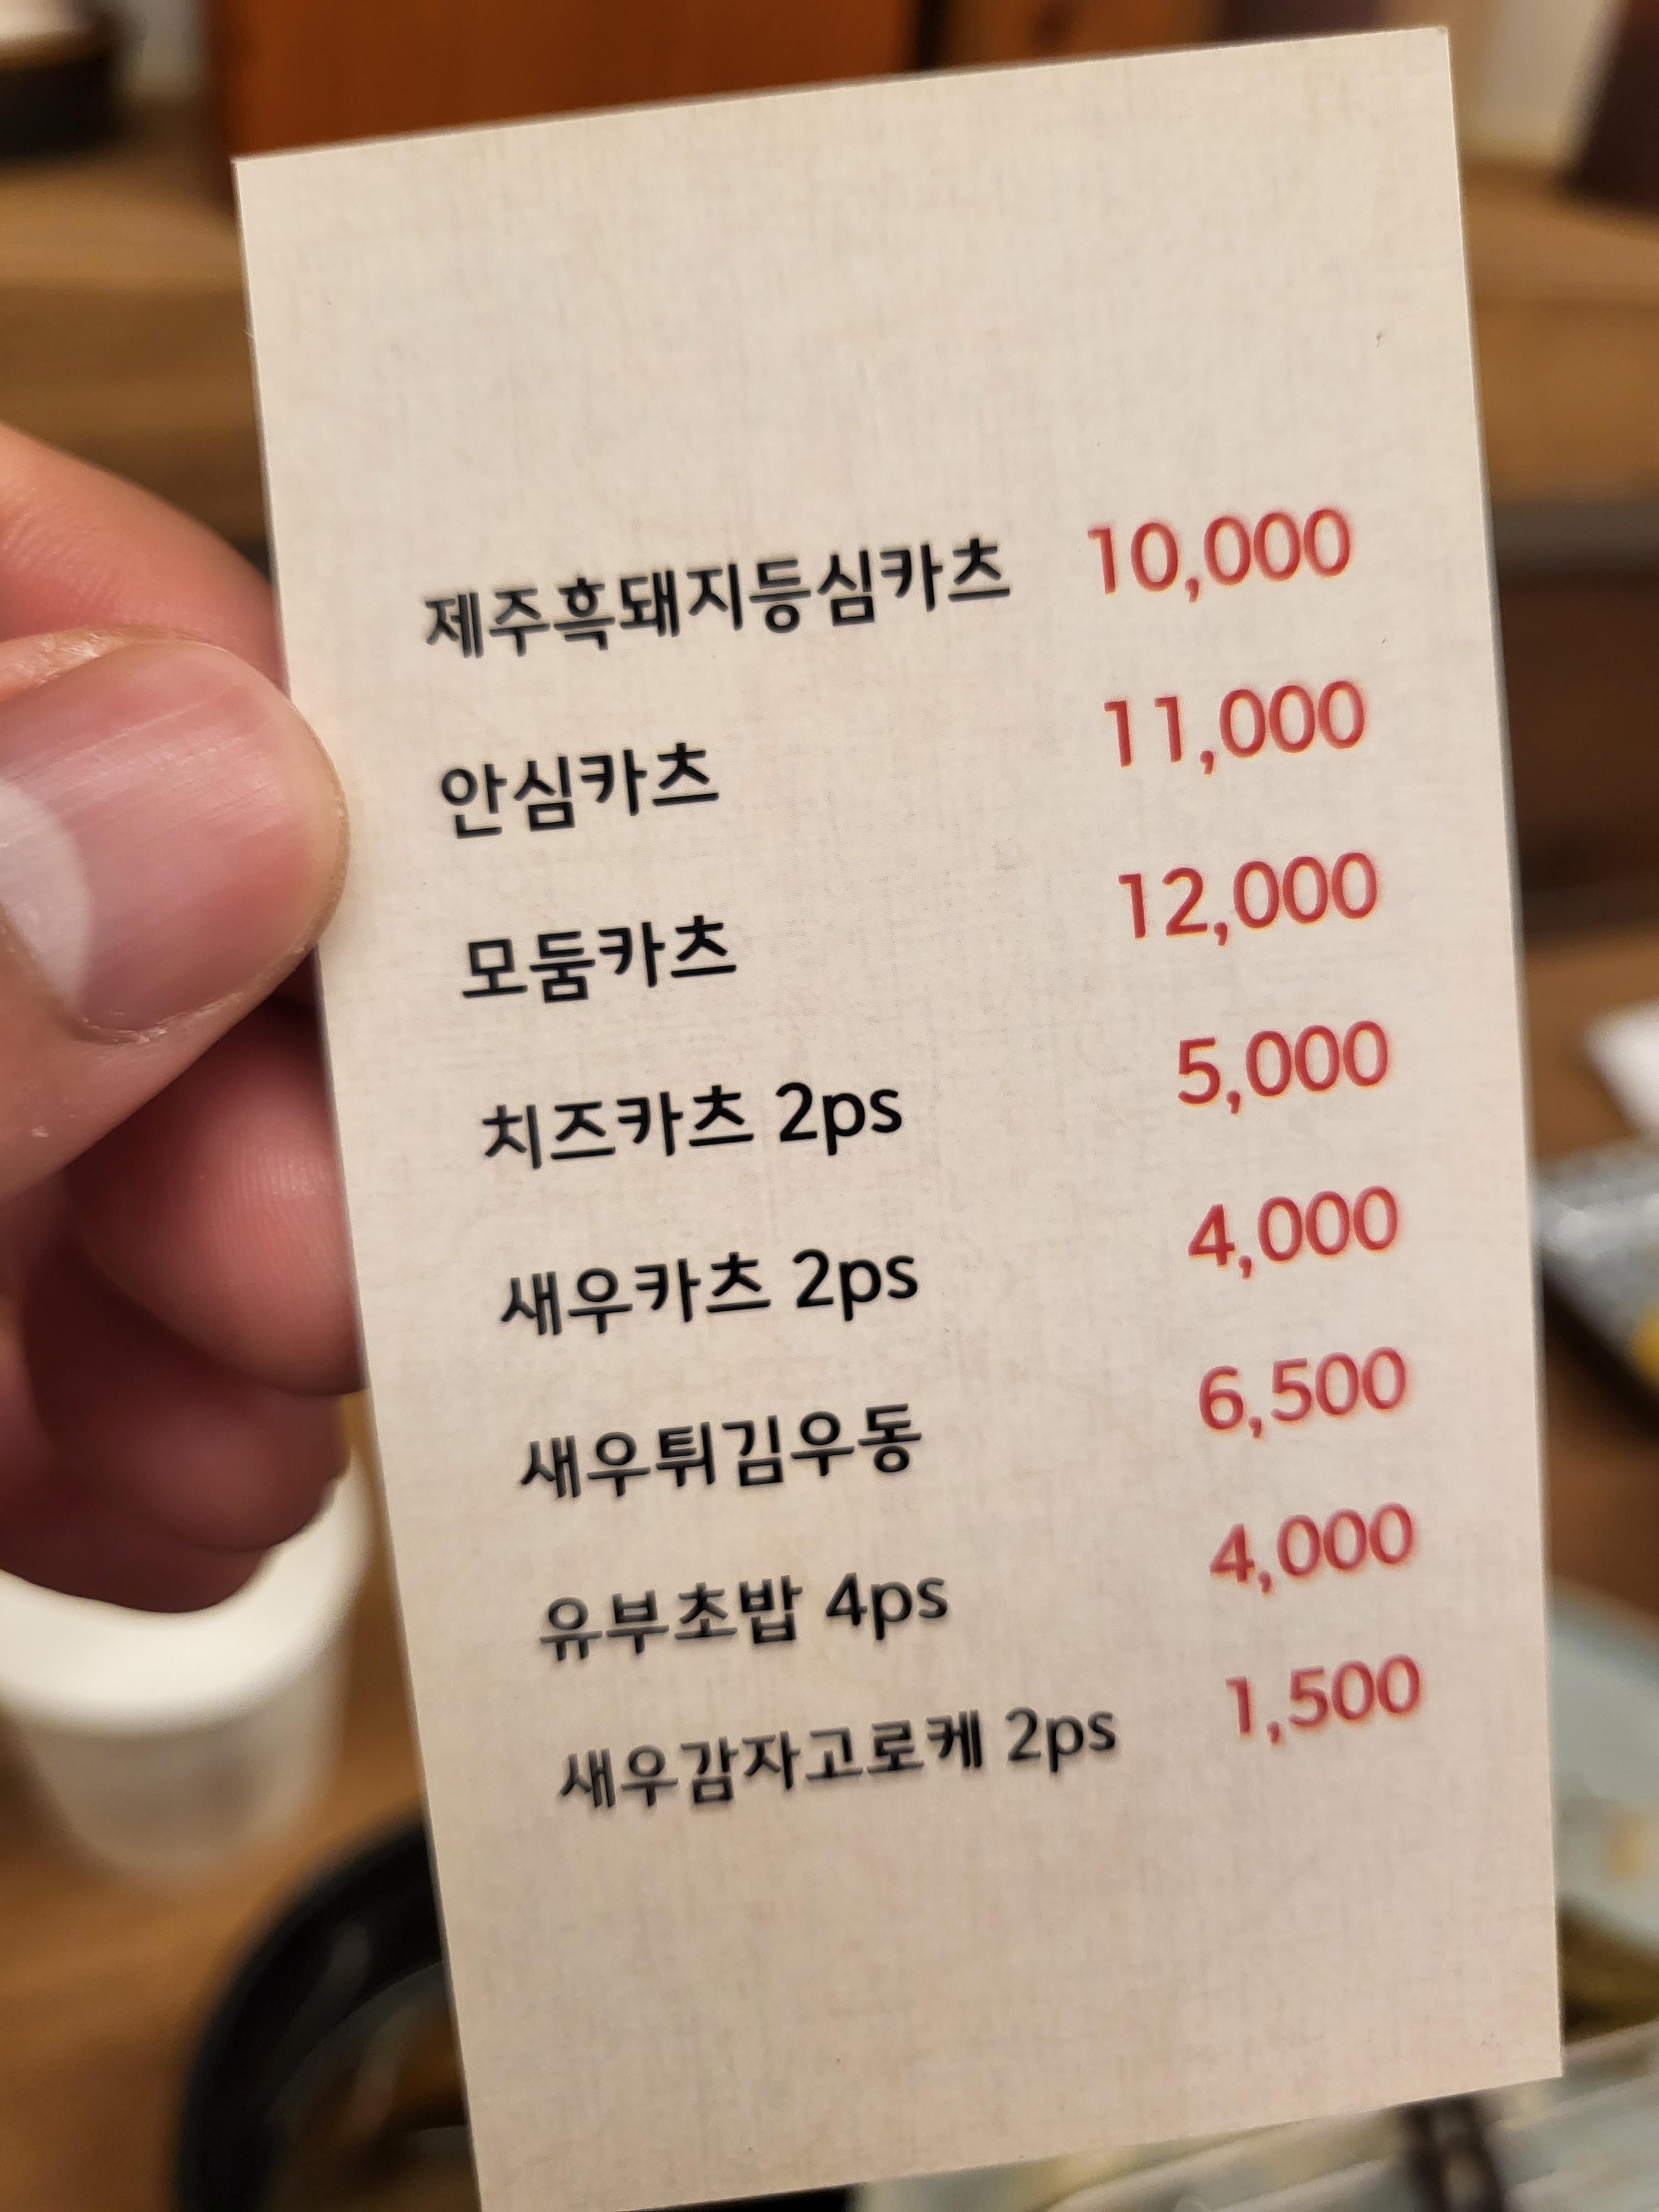 제주흑돼지등심카츠 10,000
안심카츠 11,000
모둠카츠 12,000
치즈카츠 2ps 5,000
새우카츠 2ps 4,000
새우튀김우동 6,500
유부초밥 4ps 4,000
새우감자고로케 2ps 1,500